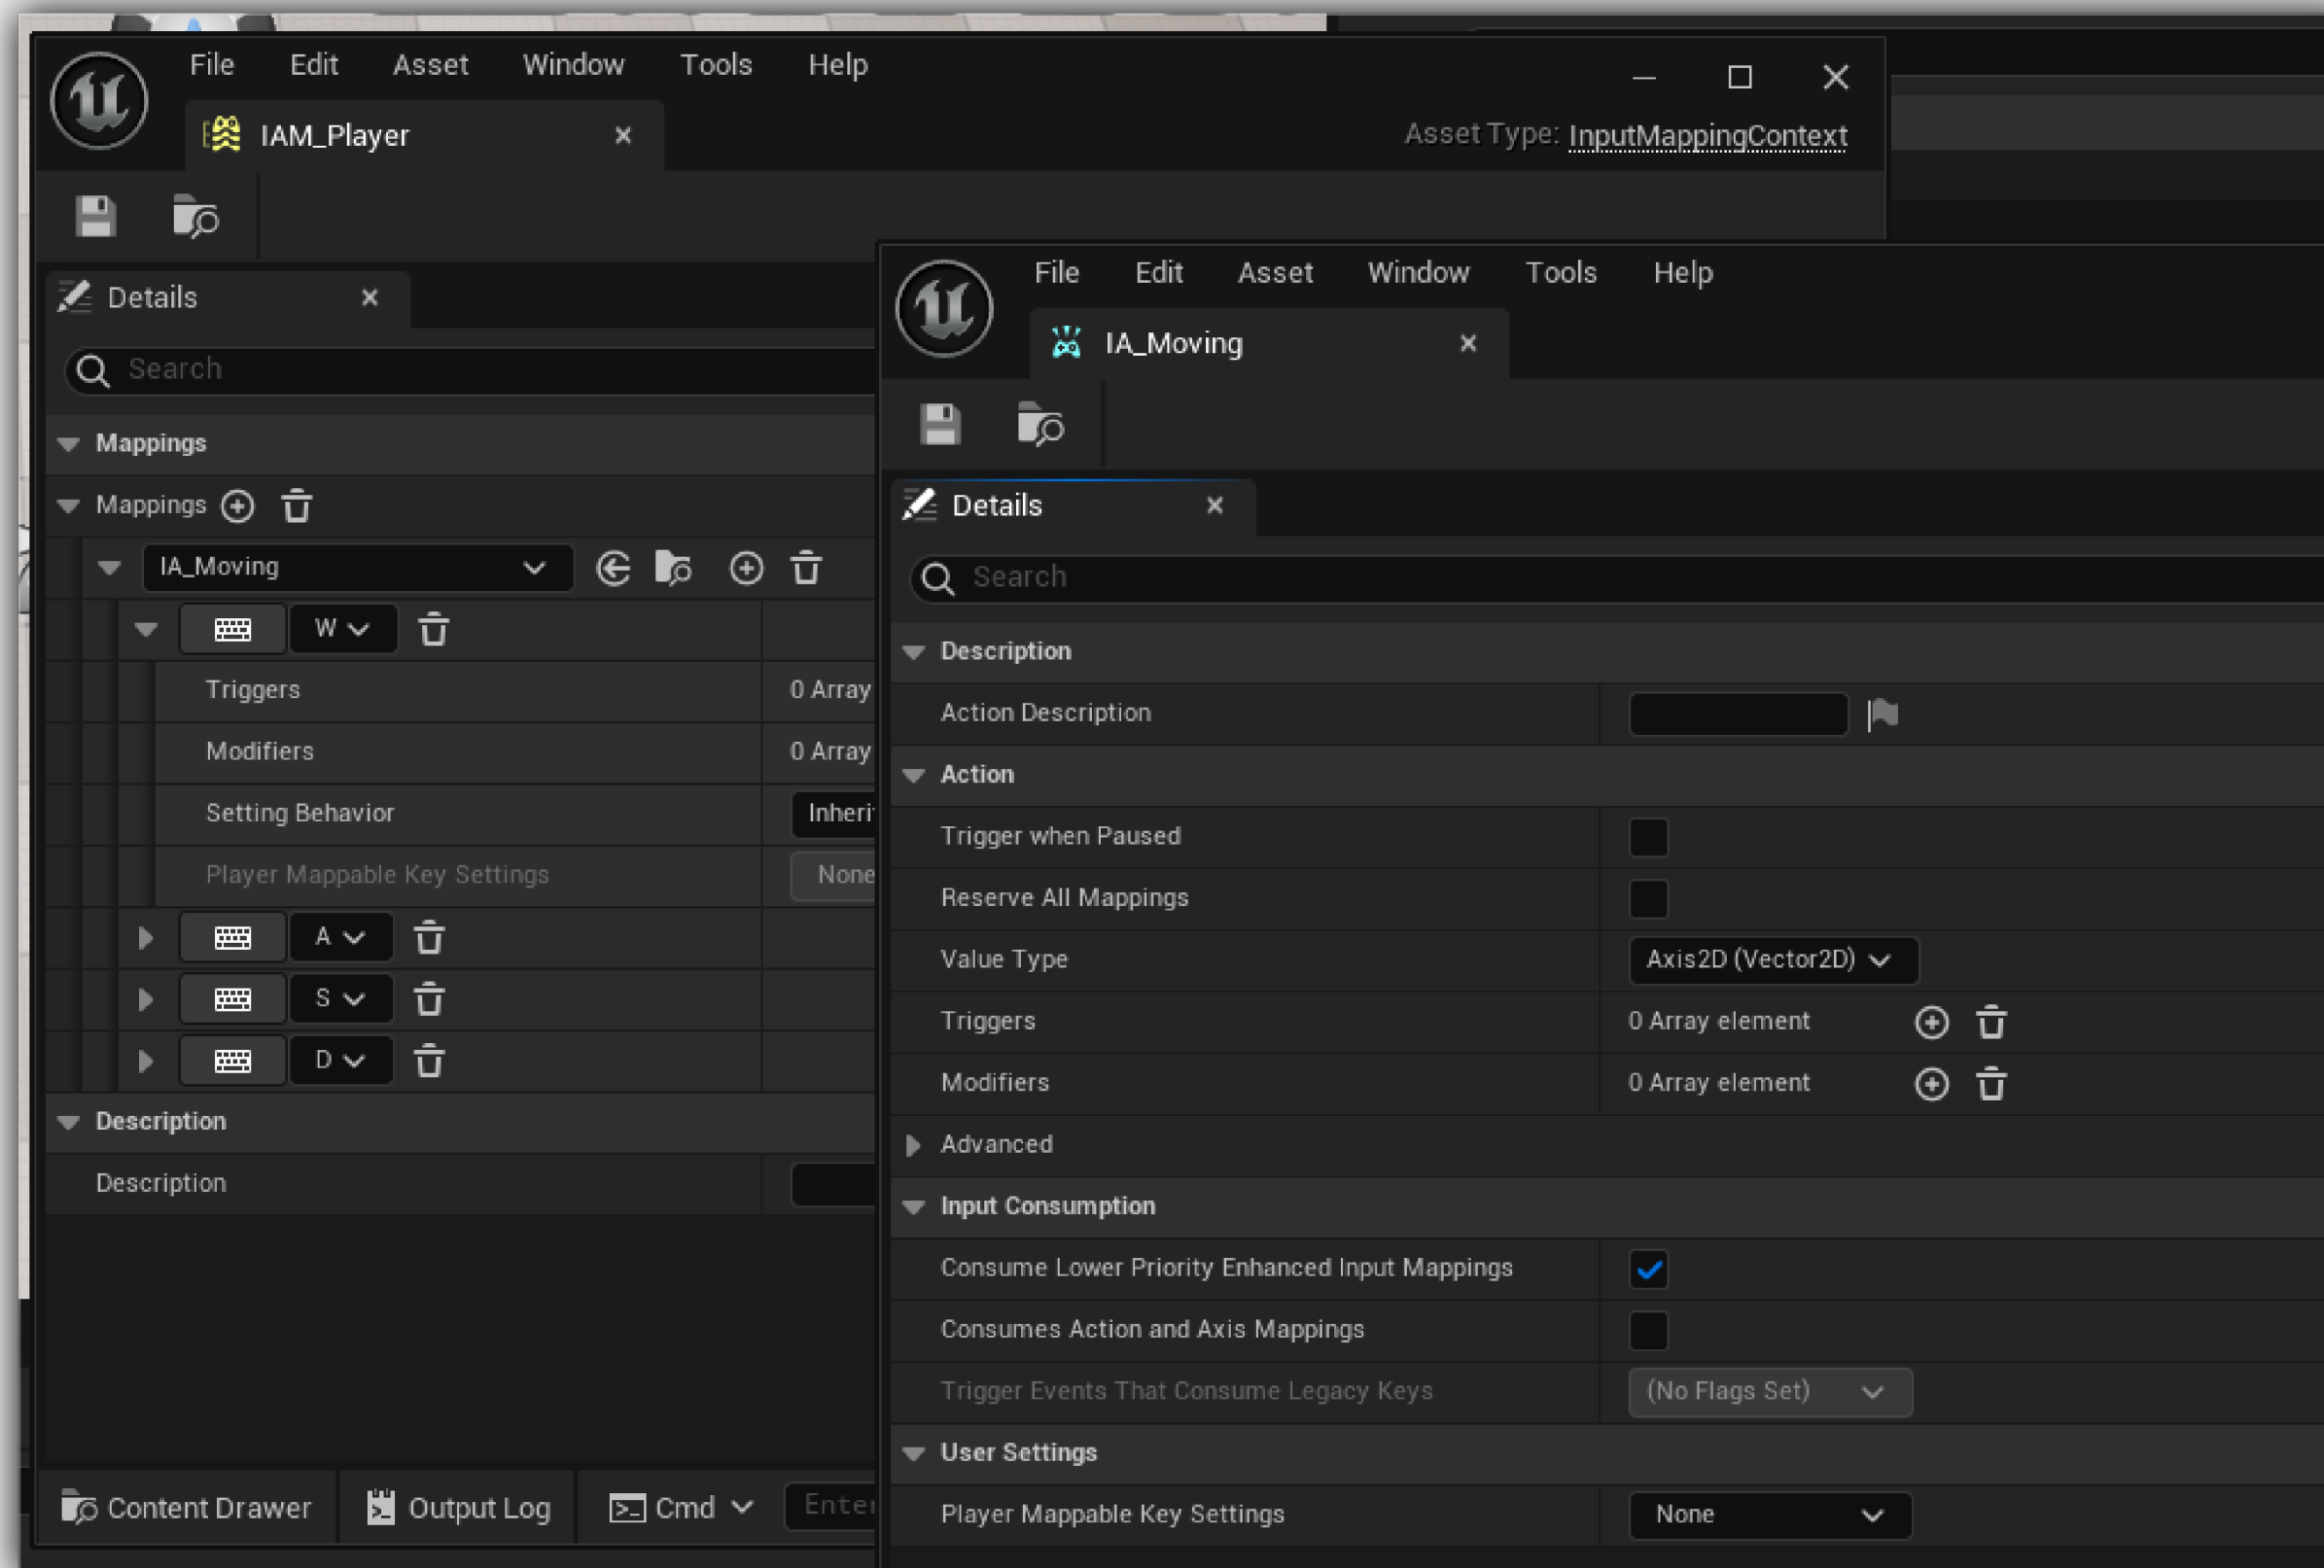 File Edit Asset Window Tools Help
IAM_Player
Asset Type: InputMappingContext
Details
Search
Mappings
Mappings
IA_Moving
W
Triggers 0 Array
Modifiers 0 Array
Setting Behavior Inheri
Player Mappable Key Settings None
A
S
D
Description
Description
Content Drawer Output Log Cmd Enter
File Edit Asset Window Tools Help
IA_Moving
Details
Search
Description
Action Description
Action
Trigger when Paused
Reserve All Mappings
Value Type Axis2D (Vector2D)
Triggers 0 Array element
Modifiers 0 Array element
Advanced
Input Consumption
Consume Lower Priority Enhanced Input Mappings
Consumes Action and Axis Mappings
Trigger Events That Consume Legacy Keys (No Flags Set)
User Settings
Player Mappable Key Settings None